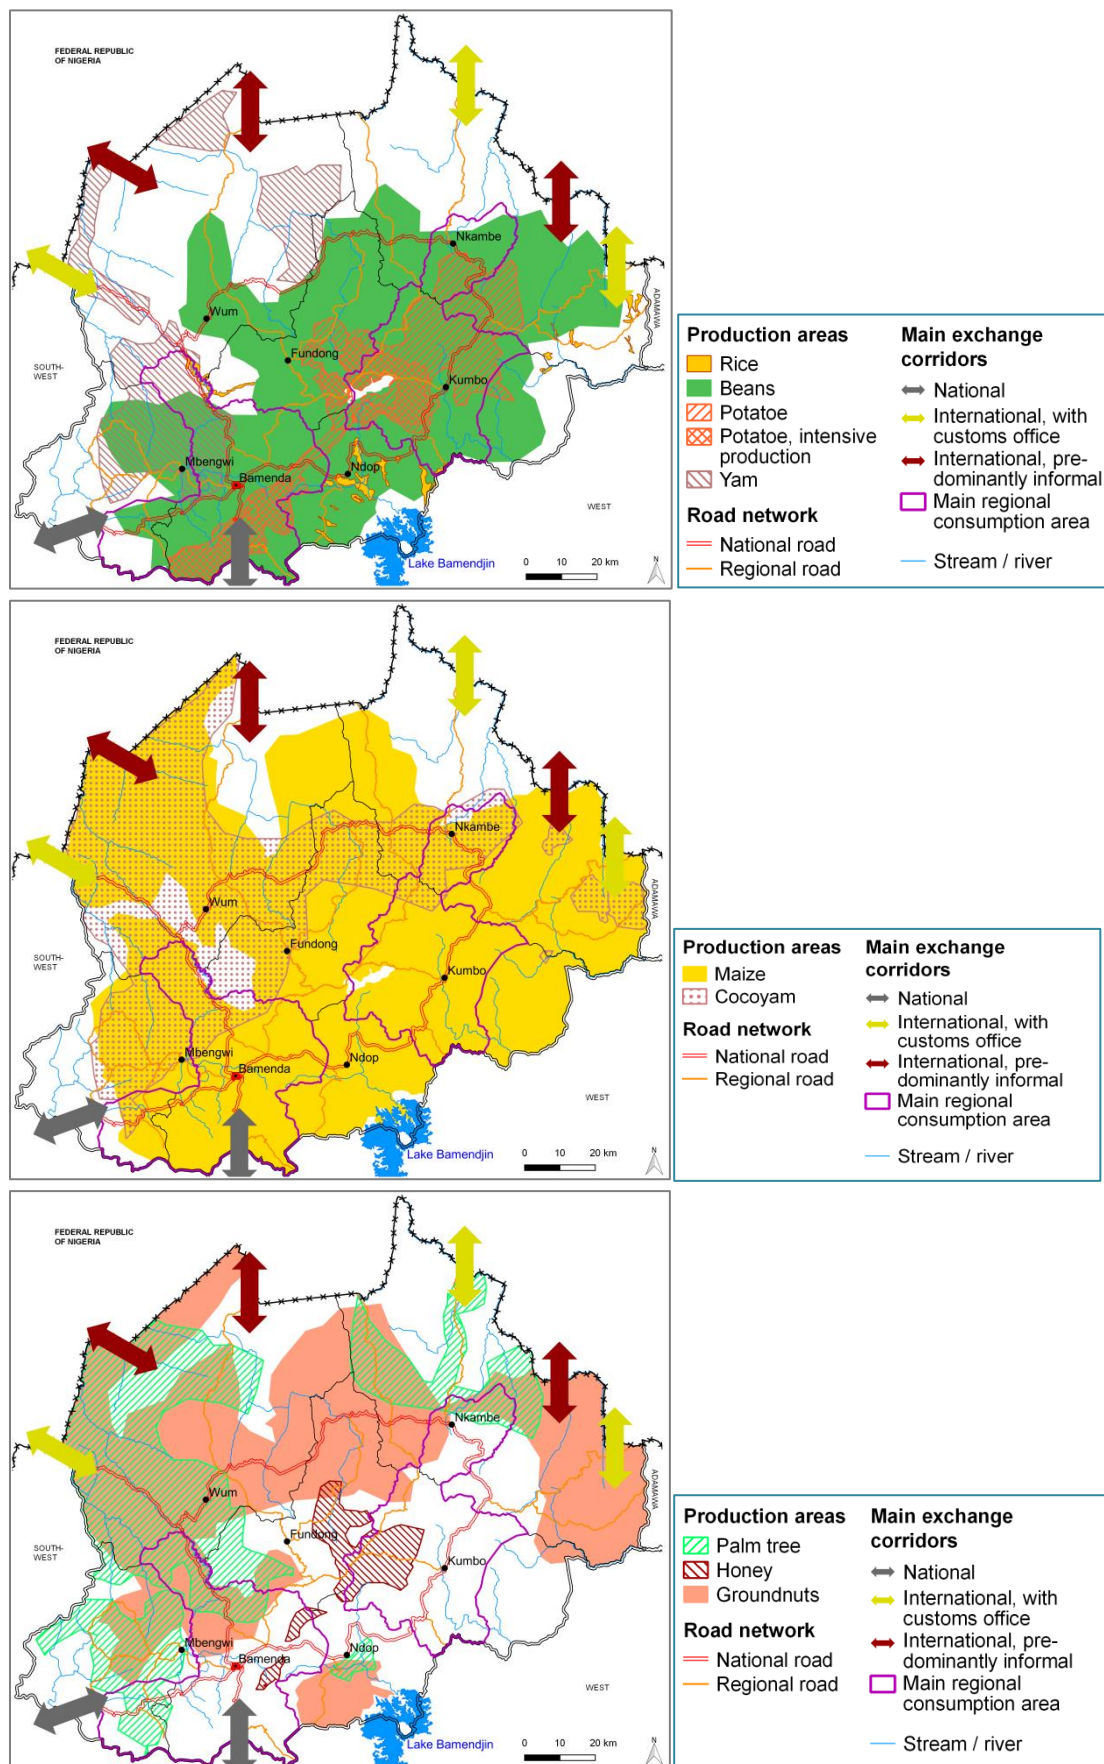 FEDERAL REPUBLIC
OF NIGERIA
Nkambe
Wum
Fundong
Kumbo
SOUTH-
WEST
ADAMAWA
Mbengwi
Bamenda
Ndop
WEST
Lake Bamendjin
0 10 20 km
N
Production areas
Rice
Beans
Potatoe
Potatoe, intensive
production
Yam
Road network
National road
Regional road
Main exchange
corridors
National
International, with
customs office
International, pre-
dominantly informal
Main regional
consumption area
Stream / river
FEDERAL REPUBLIC
OF NIGERIA
Nkambe
Wum
Fundong
Kumbo
SOUTH-
WEST
ADAMAWA
Mbengwi
Bamenda
Ndop
WEST
Lake Bamendjin
0 10 20 km
N
Production areas
Maize
Cocoyam
Road network
National road
Regional road
Main exchange
corridors
National
International, with
customs office
International, pre-
dominantly informal
Main regional
consumption area
Stream / river
FEDERAL REPUBLIC
OF NIGERIA
Nkambe
Wum
Fundong
Kumbo
SOUTH-
WEST
ADAMAWA
Mbengwi
Bamenda
Ndop
WEST
Lake Bamendjin
0 10 20 km
N
Production areas
Palm tree
Honey
Groundnuts
Road network
National road
Regional road
Main exchange
corridors
National
International, with
customs office
International, pre-
dominantly informal
Main regional
consumption area
Stream / river